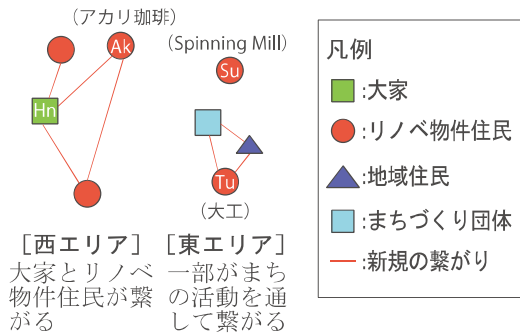 (アカリ珈琲)
Ak
Hn
(Spinning Mill)
Su
Tu
(大工)
[西エリア]
大家とリノベ
物件住民が繋
がる
[東エリア]
一部がまち
の活動を通
して繋がる
凡例
:大家
:リノベ物件住民
:地域住民
:まちづくり団体
:新規の繋がり